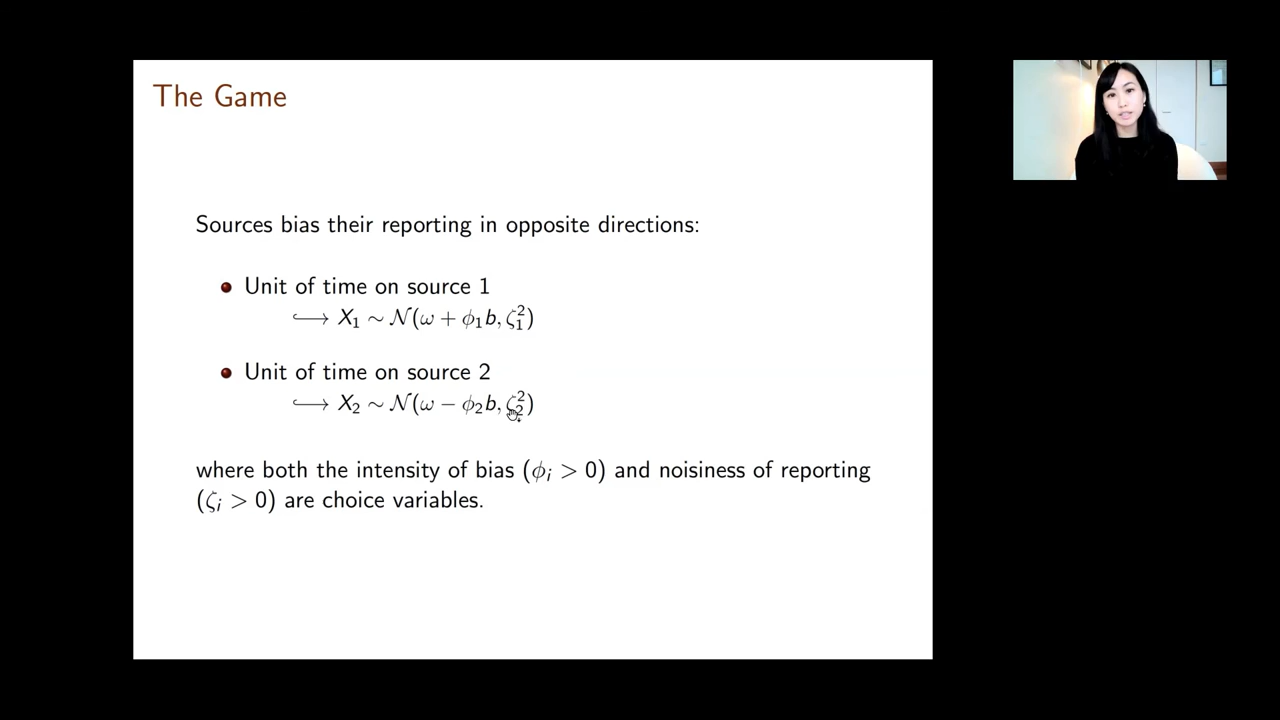 The Game
Sources bias their reporting in opposite directions:
Unit of time on source 1
↪ X₁ ∼ 𝒩(ω + ϕ₁b, ζ₁²)
Unit of time on source 2
↪ X₂ ∼ 𝒩(ω − ϕ₂b, ζ₂²)
where both the intensity of bias (ϕᵢ > 0) and noisiness of reporting
(ζᵢ > 0) are choice variables.